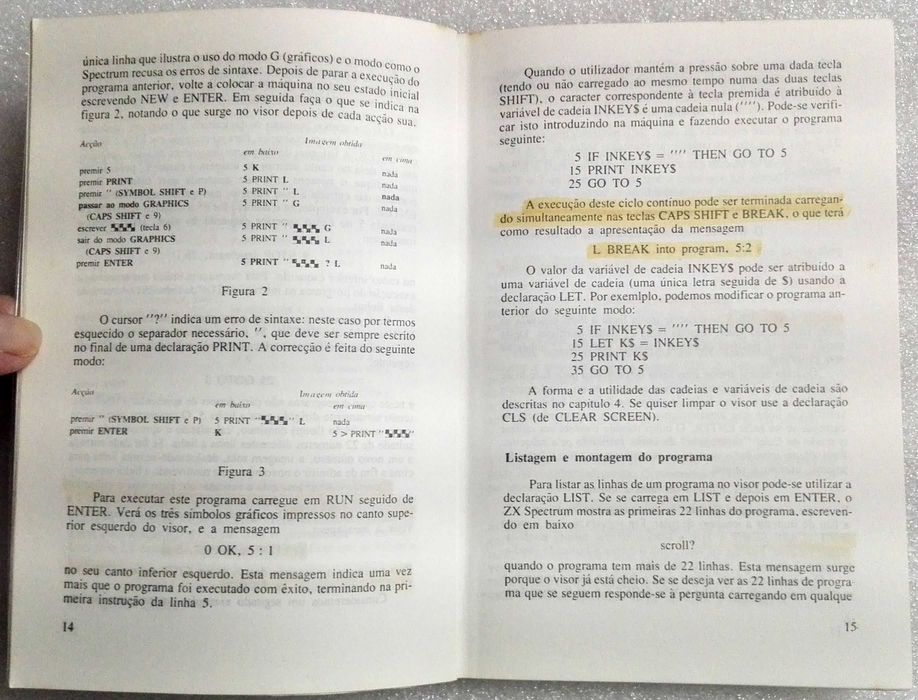 única linha que ilustra o uso do modo G (gráficos) e o modo como o
Spectrum recusa os erros de sintaxe. Depois de parar a execução do
programa anterior, volte a colocar a máquina no seu estado inicial
escrevendo NEW e ENTER. Em seguida faça o que se indica na
figura 2, notando o que surge no visor depois de cada acção sua.
Acção Imagem obtida
em baixo em cima
premir 5 5 K nada
premir PRINT 5 PRINT L nada
premir '' (SYMBOL SHIFT e P) 5 PRINT '' L nada
passar ao modo GRAPHICS 5 PRINT '' G nada
(CAPS SHIFT e 9)
escrever ▚▚▚ (tecla 6) 5 PRINT '' ▚▚▚ G nada
sair do modo GRAPHICS 5 PRINT '' ▚▚▚ L nada
(CAPS SHIFT e 9)
premir ENTER 5 PRINT '' ▚▚▚ ? L nada
Figura 2
O cursor ''?'' indica um erro de sintaxe: neste caso por termos
esquecido o separador necessário, '', que deve ser sempre escrito
no final de uma declaração PRINT. A correcção é feita do seguinte
modo:
Acção Imagem obtida
em baixo em cima
premir '' (SYMBOL SHIFT e P) 5 PRINT ''▚▚▚'' L nada
premir ENTER K 5 > PRINT ''▚▚▚''
Figura 3
Para executar este programa carregue em RUN seguido de
ENTER. Verá os três símbolos gráficos impressos no canto supe-
rior esquerdo do visor, e a mensagem
0 OK, 5 : 1
no seu canto inferior esquerdo. Esta mensagem indica uma vez
mais que o programa foi executado com êxito, terminando na pri-
meira instrução da linha 5.
14
Quando o utilizador mantém a pressão sobre uma dada tecla
(tendo ou não carregado ao mesmo tempo numa das duas teclas
SHIFT), o caracter correspondente à tecla premida é atribuido à
variável de cadeia INKEY$ é uma cadeia nula (''''). Pode-se verifi-
car isto introduzindo na máquina e fazendo executar o programa
seguinte:
5 IF INKEY$ = '''' THEN GO TO 5
15 PRINT INKEY$
25 GO TO 5
A execução deste ciclo contínuo pode ser terminada carregan-
do simultaneamente nas teclas CAPS SHIFT e BREAK, o que terá
como resultado a apresentação da mensagem
L BREAK into program, 5:2
O valor da variável de cadeia INKEY$ pode ser atribuido a
uma variável de cadeia (uma única letra seguida de $) usando a
declaração LET. Por exemlplo, podemos modificar o programa an-
terior do seguinte modo:
5 IF INKEY$ = '''' THEN GO TO 5
15 LET K$ = INKEY$
25 PRINT K$
35 GO TO 5
A forma e a utilidade das cadeias e variáveis de cadeia são
descritas no capítulo 4. Se quiser limpar o visor use a declaração
CLS (de CLEAR SCREEN).
Listagem e montagem do programa
Para listar as linhas de um programa no visor pode-se utilizar a
declaração LIST. Se se carrega em LIST e depois em ENTER, o
ZX Spectrum mostra as primeiras 22 linhas do programa, escreven-
do em baixo
scroll?
quando o programa tem mais de 22 linhas. Esta mensagem surge
porque o visor já está cheio. Se se deseja ver as 22 linhas de progra-
ma que se seguem responde-se à pergunta carregando em qualque
15